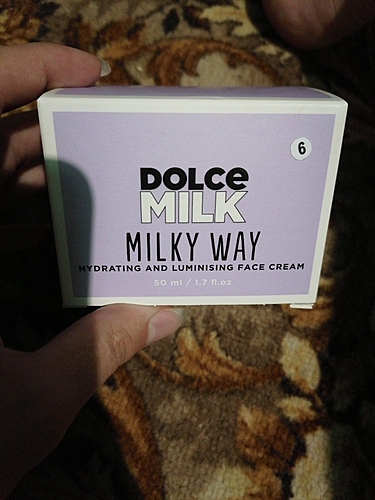 6
DOLCE
MILK
MILKY WAY
HYDRATING AND LUMINISING FACE CREAM
50 ml / 1.7 fl.oz